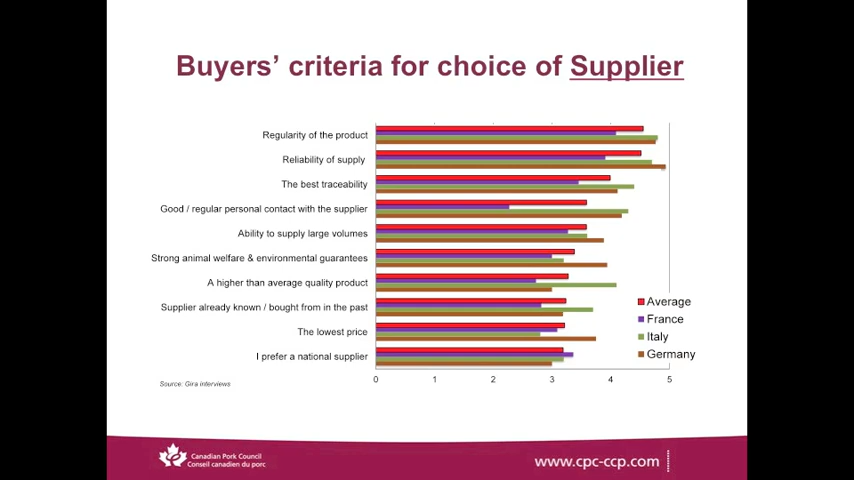 Buyers’ criteria for choice of Supplier
Regularity of the product
Reliability of supply
The best traceability
Good / regular personal contact with the supplier
Ability to supply large volumes
Strong animal welfare & environmental guarantees
A higher than average quality product
Supplier already known / bought from in the past
The lowest price
I prefer a national supplier
Average
France
Italy
Germany
0 1 2 3 4 5
Source: Gira interviews
Canadian Pork Council
Conseil canadien du porc
www.cpc-ccp.com